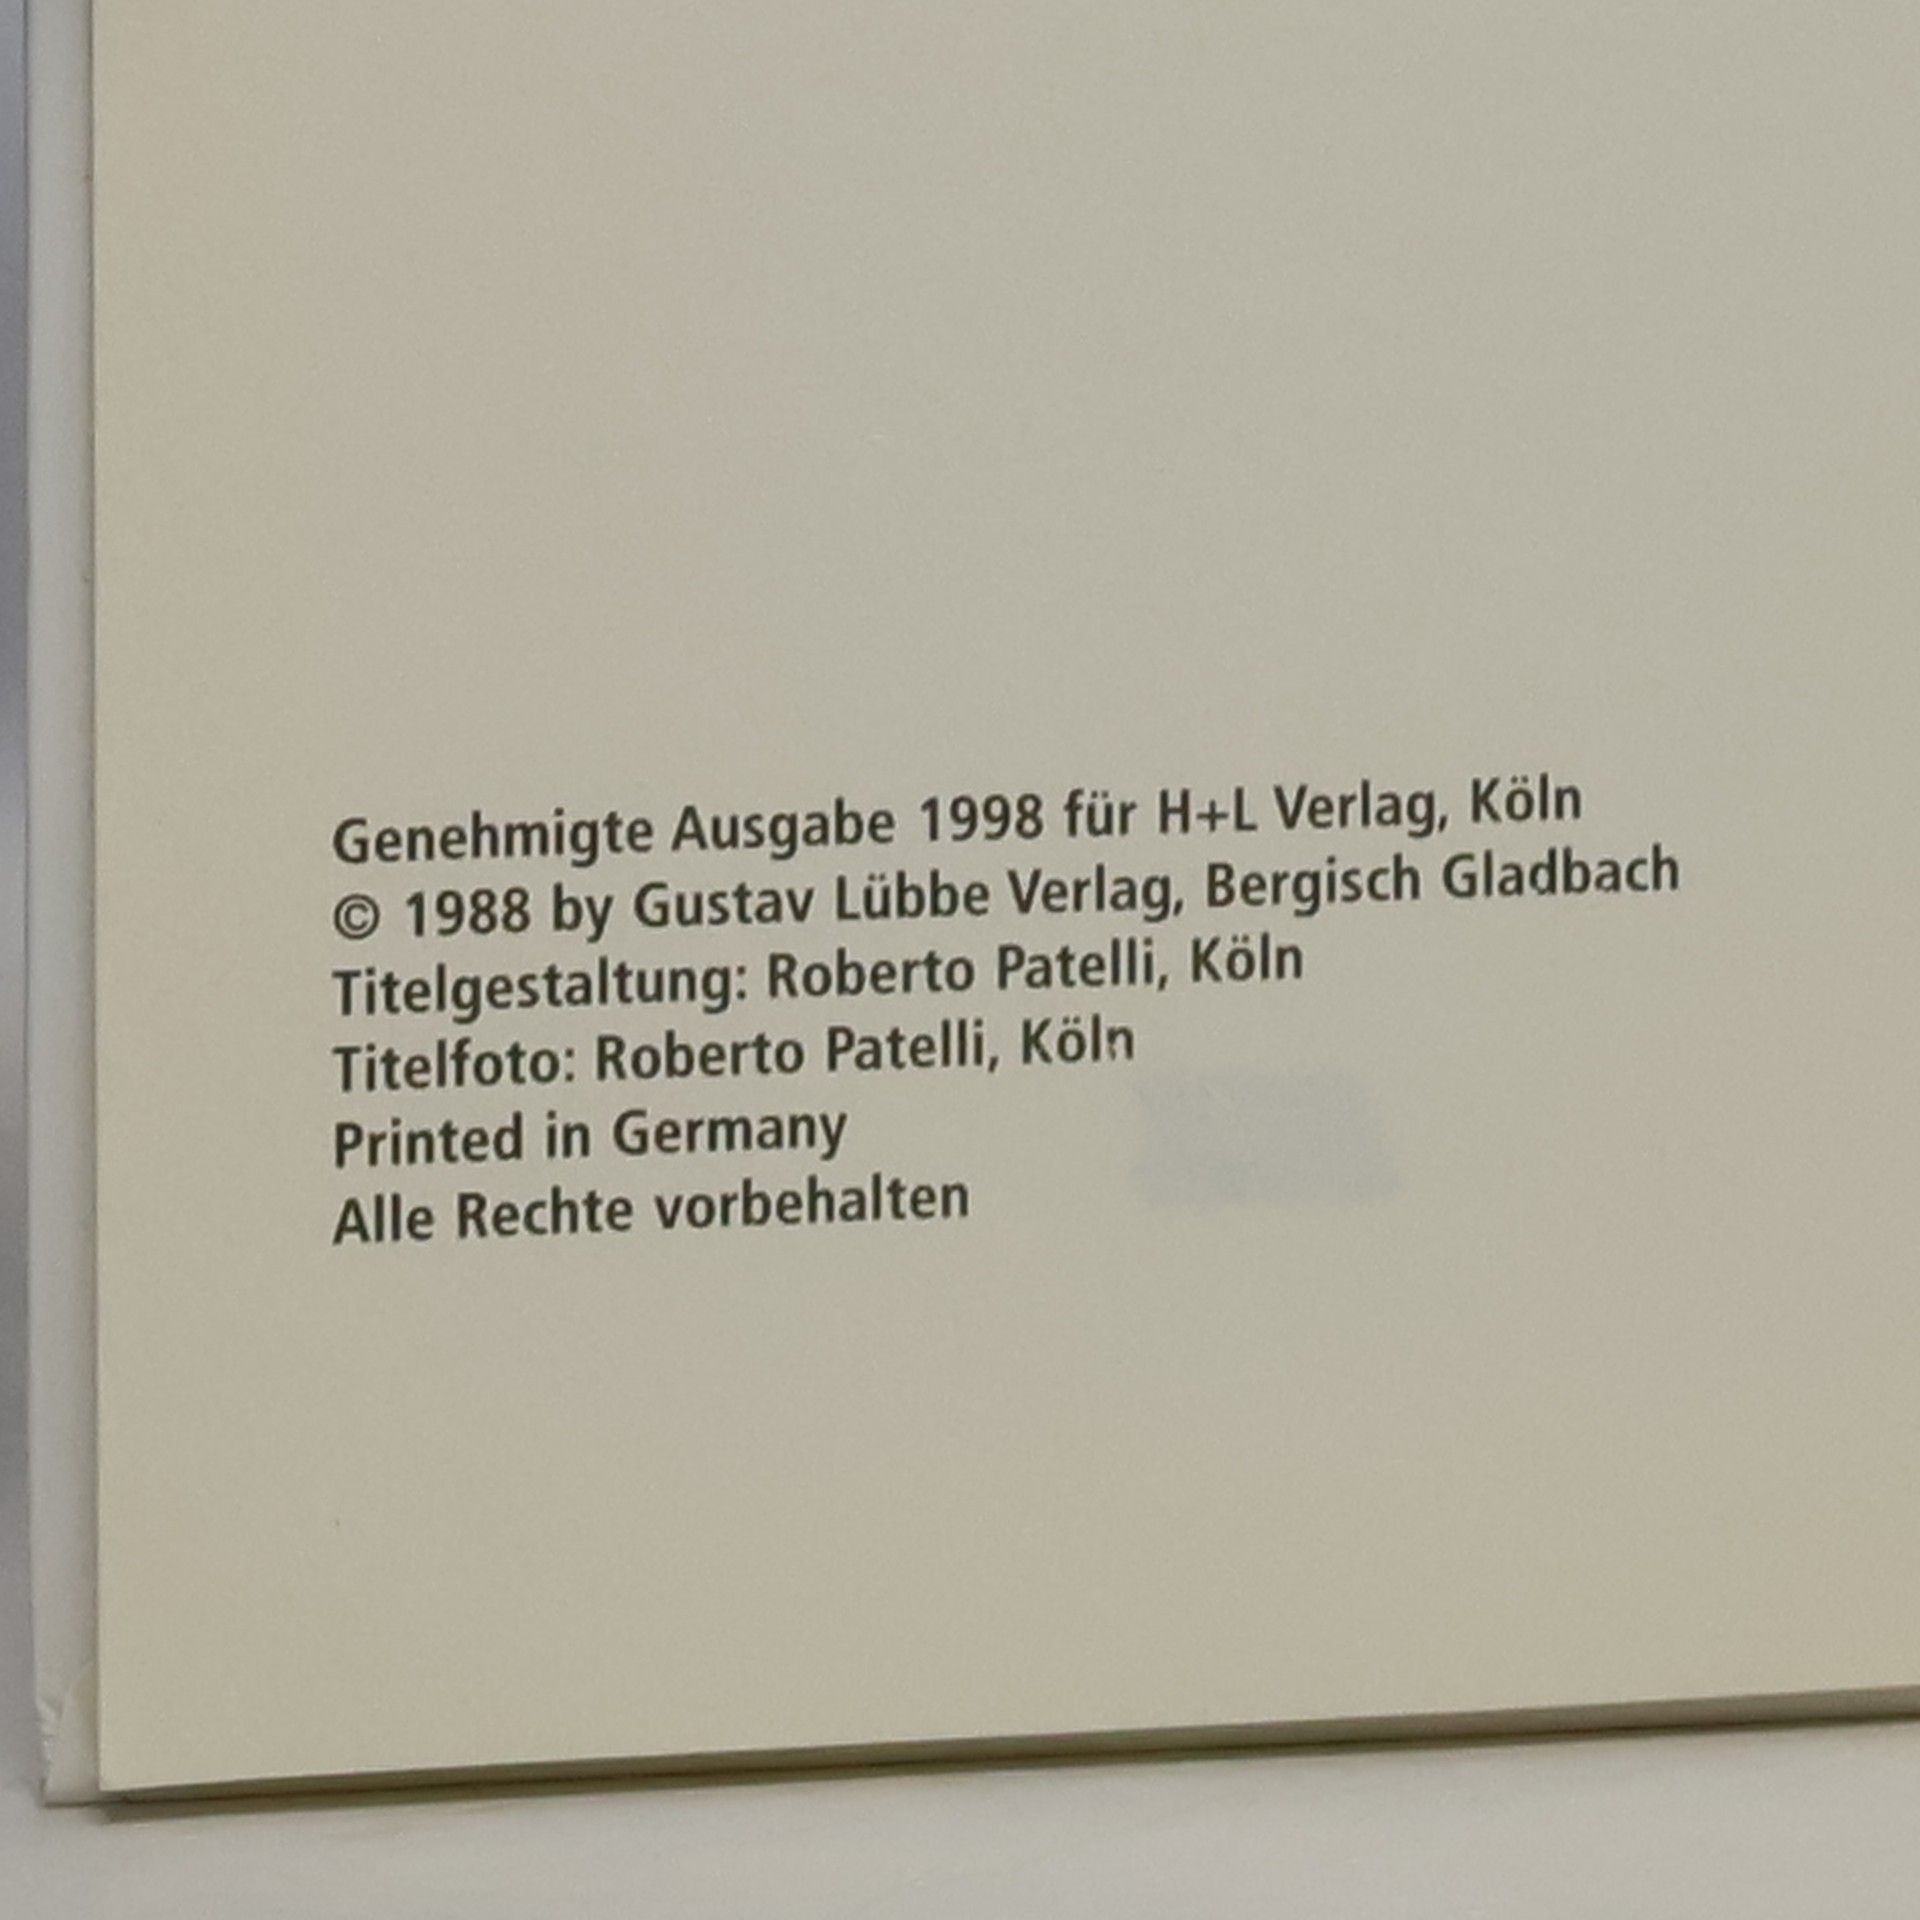 Genehmigte Ausgabe 1998 für H+L Verlag, Köln
© 1988 by Gustav Lübbe Verlag, Bergisch Gladbach
Titelgestaltung: Roberto Patelli, Köln
Titelfoto: Roberto Patelli, Köln
Printed in Germany
Alle Rechte vorbehalten